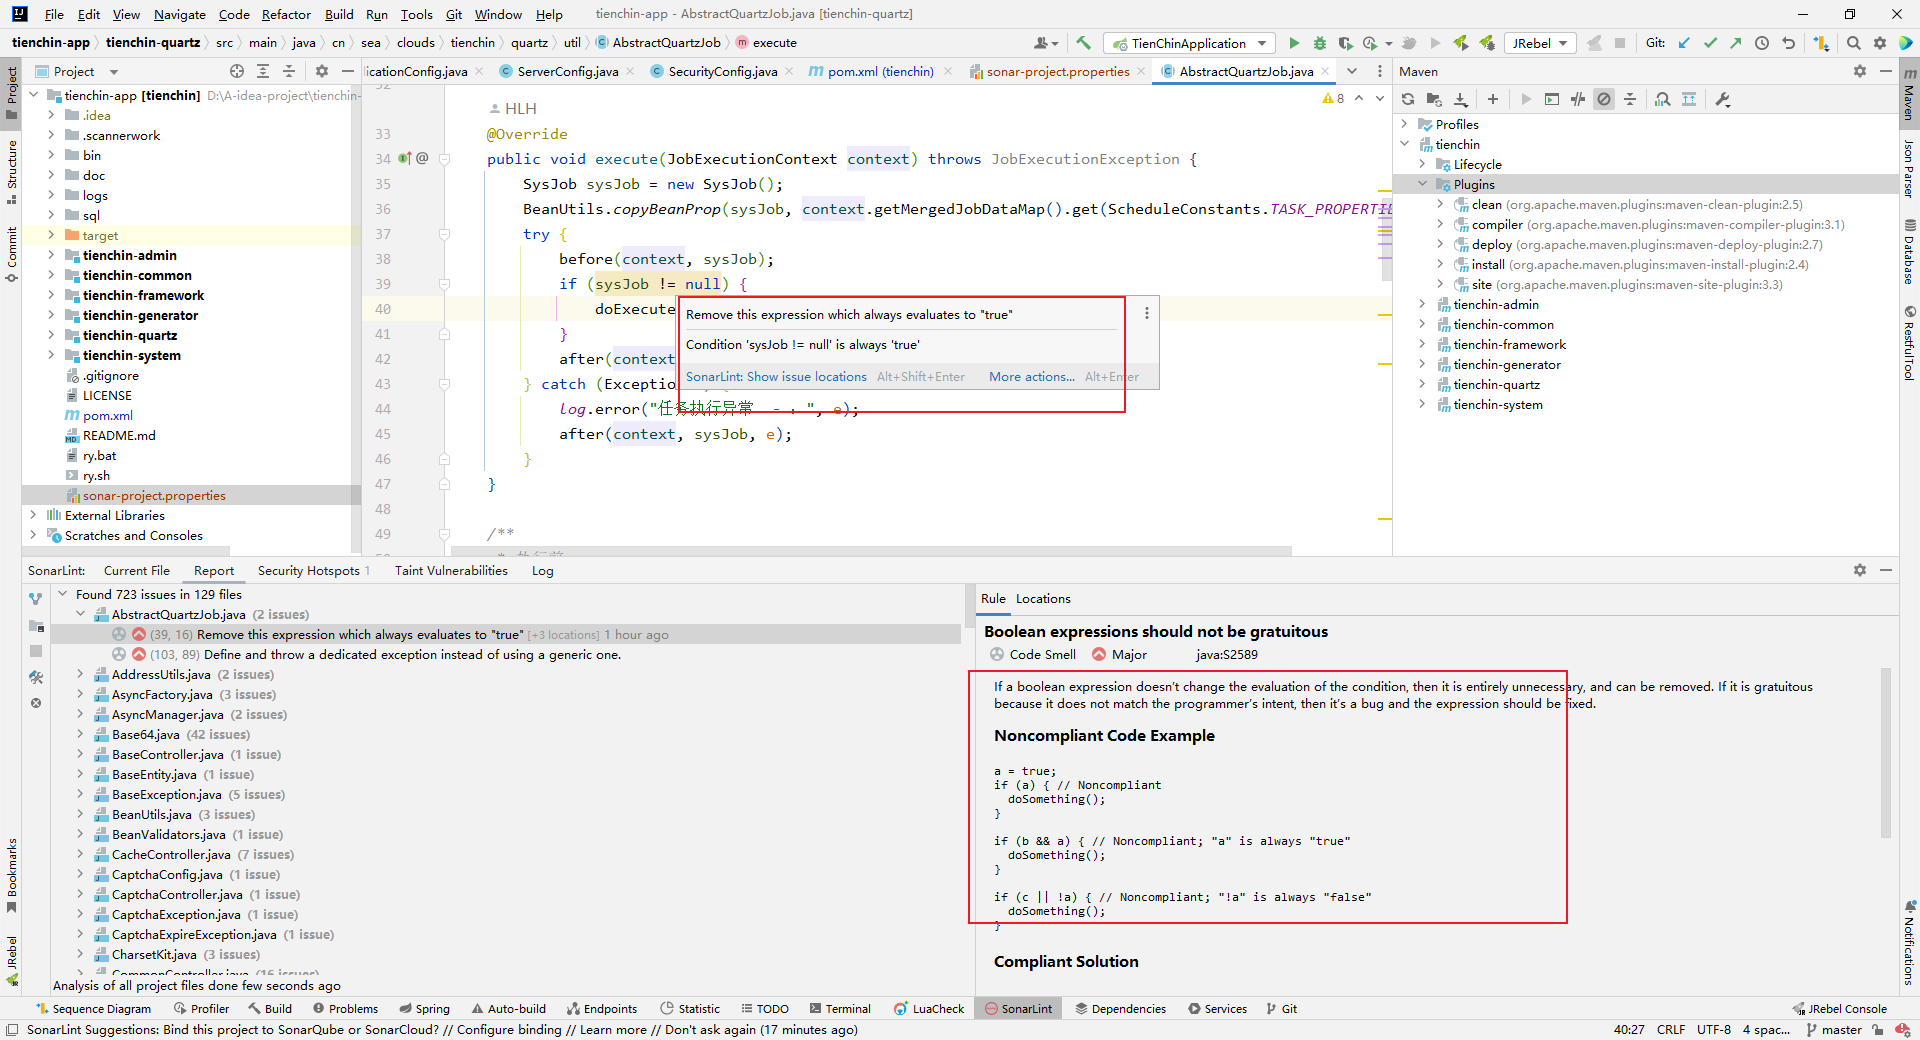 File Edit View Navigate Code Refactor Build Run Tools Git Window Help tienchin-app - AbstractQuartzJob.java [tienchin-quartz]
tienchin-app tienchin-quartz src main java cn sea clouds tienchin quartz util AbstractQuartzJob execute
TienChinApplication JRebel Git:
Project
licationConfig.java ServerConfig.java SecurityConfig.java pom.xml (tienchin) sonar-project.properties AbstractQuartzJob.java
Maven
tienchin-app [tienchin] D:\A-idea-project\tienchin-
.idea
.scannerwork
bin
doc
logs
sql
target
tienchin-admin
tienchin-common
tienchin-framework
tienchin-generator
tienchin-quartz
tienchin-system
.gitignore
LICENSE
pom.xml
README.md
ry.bat
ry.sh
sonar-project.properties
External Libraries
Scratches and Consoles
8
HLH
33 @Override
34 public void execute(JobExecutionContext context) throws JobExecutionException {
35 SysJob sysJob = new SysJob();
36 BeanUtils.copyBeanProp(sysJob, context.getMergedJobDataMap().get(ScheduleConstants.TASK_PROPERTIE
37 try {
38 before(context, sysJob);
39 if (sysJob != null) {
40 doExecute
41 }
42 after(context
43 } catch (Exception
44 log.error("任务执行异常 - : ", e);
45 after(context, sysJob, e);
46 }
47 }
48
49 /**
Remove this expression which always evaluates to "true"
Condition 'sysJob != null' is always 'true'
SonarLint: Show issue locations Alt+Shift+Enter More actions... Alt+Enter
Profiles
tienchin
Lifecycle
Plugins
clean (org.apache.maven.plugins:maven-clean-plugin:2.5)
compiler (org.apache.maven.plugins:maven-compiler-plugin:3.1)
deploy (org.apache.maven.plugins:maven-deploy-plugin:2.7)
install (org.apache.maven.plugins:maven-install-plugin:2.4)
site (org.apache.maven.plugins:maven-site-plugin:3.3)
tienchin-admin
tienchin-common
tienchin-framework
tienchin-generator
tienchin-quartz
tienchin-system
Project
Structure
Commit
Bookmarks
JRebel
Maven
Json Parser
Database
RestfulTool
Notifications
SonarLint: Current File Report Security Hotspots 1 Taint Vulnerabilities Log
Found 723 issues in 129 files
AbstractQuartzJob.java (2 issues)
(39, 16) Remove this expression which always evaluates to "true" [+3 locations] 1 hour ago
(103, 89) Define and throw a dedicated exception instead of using a generic one.
AddressUtils.java (2 issues)
AsyncFactory.java (3 issues)
AsyncManager.java (2 issues)
Base64.java (42 issues)
BaseController.java (1 issue)
BaseEntity.java (1 issue)
BaseException.java (5 issues)
BeanUtils.java (3 issues)
BeanValidators.java (1 issue)
CacheController.java (7 issues)
CaptchaConfig.java (1 issue)
CaptchaController.java (1 issue)
CaptchaException.java (1 issue)
CaptchaExpireException.java (1 issue)
CharsetKit.java (3 issues)
CommonController.java (16 issues)
Analysis of all project files done few seconds ago
Rule Locations
Boolean expressions should not be gratuitous
Code Smell Major java:S2589
If a boolean expression doesn't change the evaluation of the condition, then it is entirely unnecessary, and can be removed. If it is gratuitous
because it does not match the programmer's intent, then it's a bug and the expression should be fixed.
Noncompliant Code Example
a = true;
if (a) { // Noncompliant
doSomething();
}
if (b && a) { // Noncompliant; "a" is always "true"
doSomething();
}
if (c || !a) { // Noncompliant; "!a" is always "false"
doSomething();
}
Compliant Solution
Sequence Diagram Profiler Build Problems Spring Auto-build Endpoints Statistic TODO Terminal LuaCheck SonarLint Dependencies Services Git JRebel Console
SonarLint Suggestions: Bind this project to SonarQube or SonarCloud? // Configure binding // Learn more // Don't ask again (17 minutes ago) 40:27 CRLF UTF-8 4 spac... master